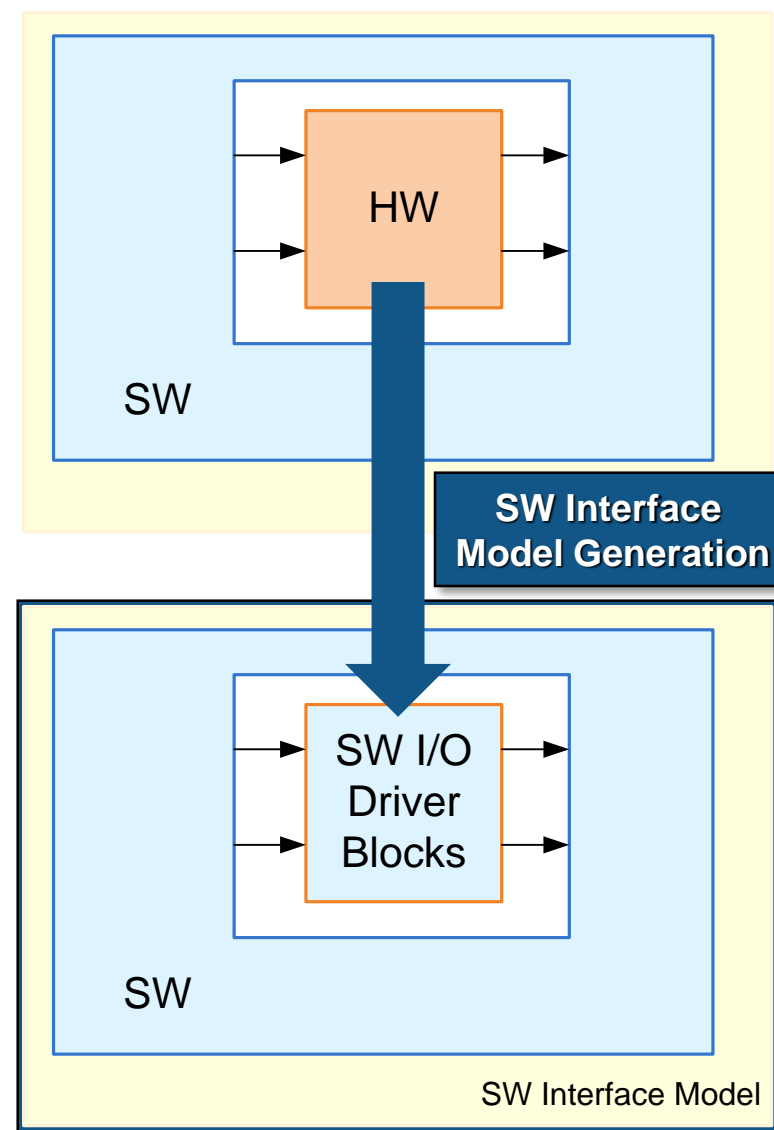 HW
SW
SW Interface
Model Generation
SW I/O
Driver
Blocks
SW
SW Interface Model